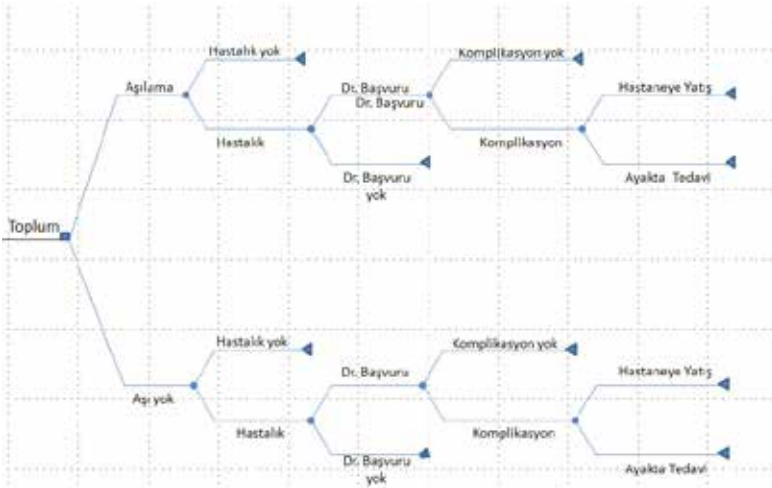 Hastalık yok
Komplikasyon yok
Aşılama
Dr. Başvuru
Dr. Başvuru
Hastaneye Yatış
Hastalık
Komplikasyon
Dr. Başvuru
yok
Ayakta Tedavi
Toplum
Hastalık yok
Komplikasyon yok
Dr. Başvuru
Hastaneye Yatış
Aşı yok
Hastalık
Komplikasyon
Dr. Başvuru
yok
Ayakta Tedavi